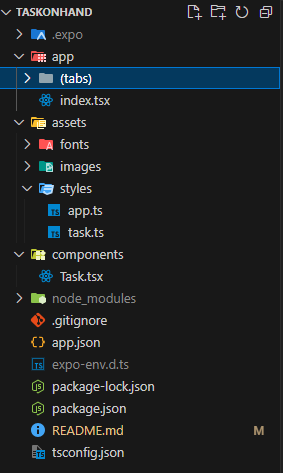 TASKONHAND
.expo
app
(tabs)
index.tsx
assets
fonts
images
styles
app.ts
task.ts
components
Task.tsx
node_modules
.gitignore
app.json
expo-env.d.ts
package-lock.json
package.json
README.md M
tsconfig.json